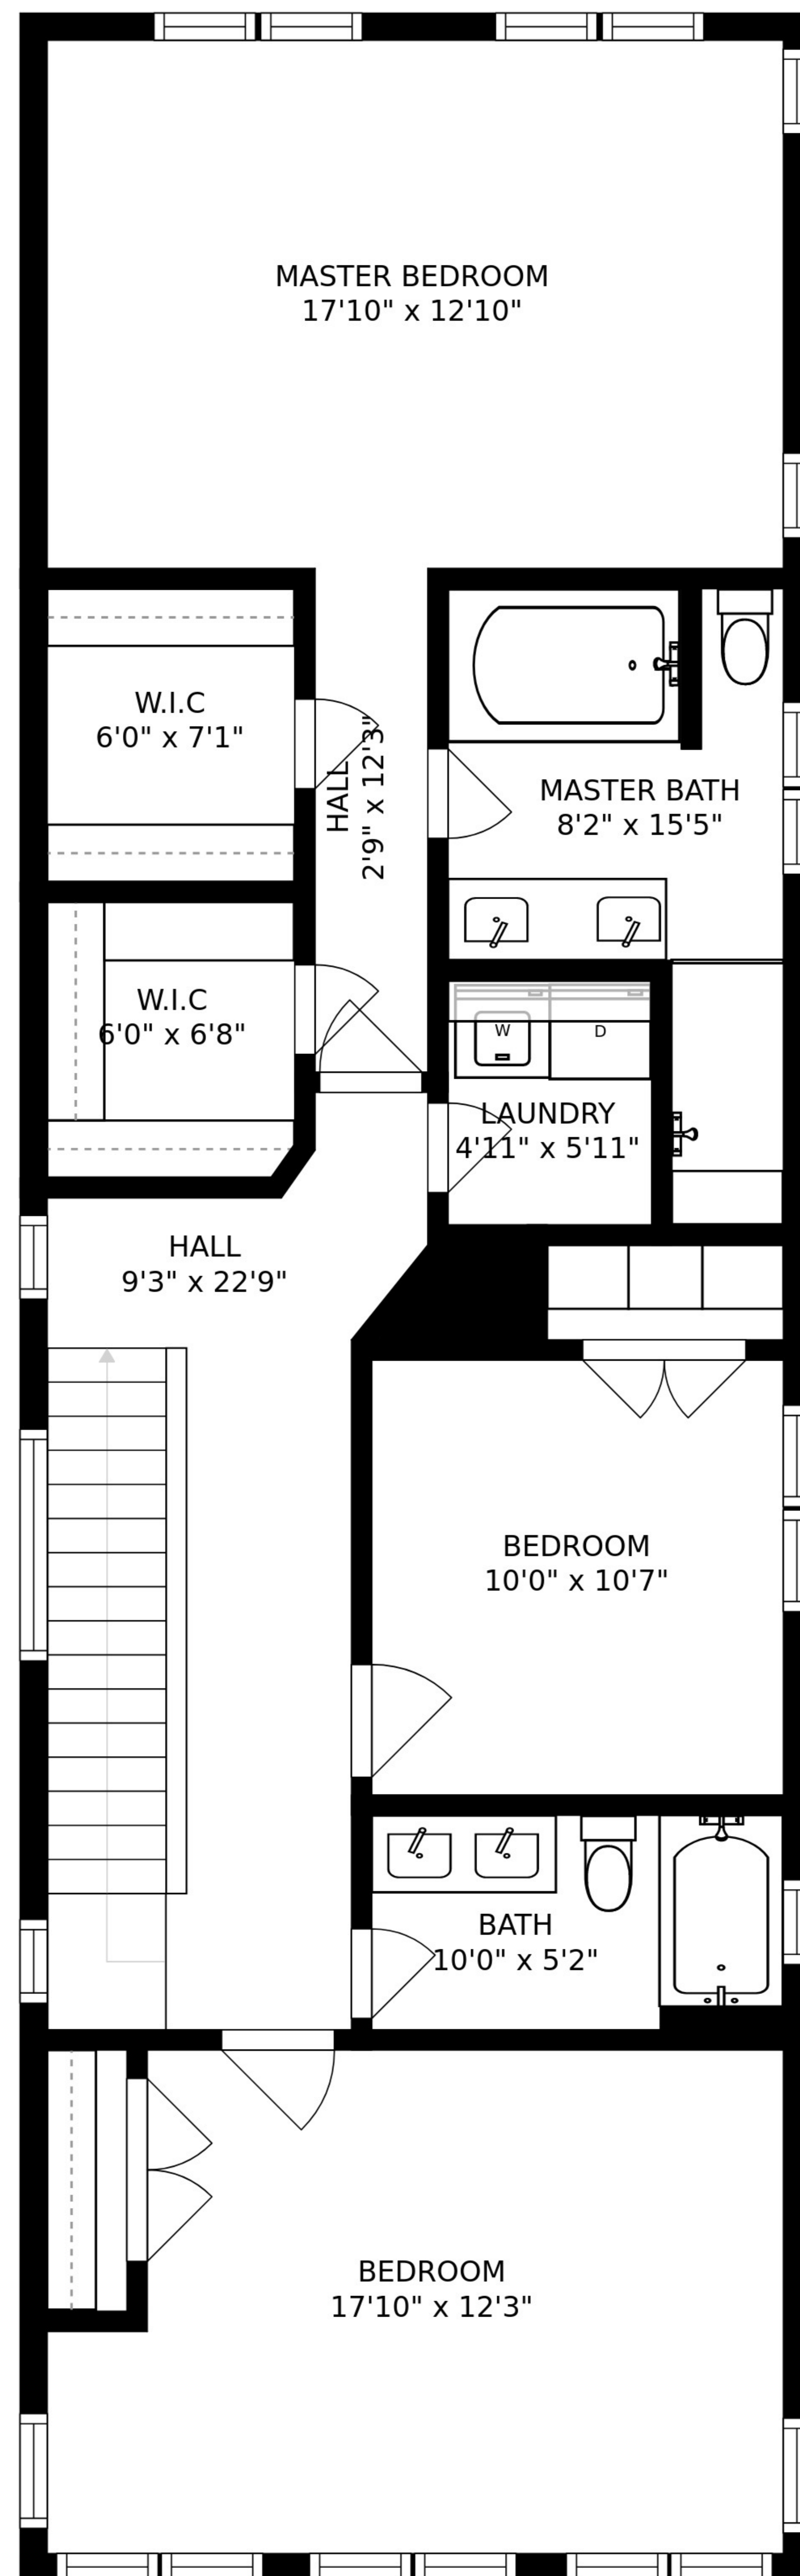 MASTER BEDROOM
17'10" x 12'10"
W.I.C
6'0" x 7'1"
HALL
2'9" x 12'3"
MASTER BATH
8'2" x 15'5"
W.I.C
6'0" x 6'8"
W
D
LAUNDRY
4'11" x 5'11"
HALL
9'3" x 22'9"
BEDROOM
10'0" x 10'7"
BATH
10'0" x 5'2"
BEDROOM
17'10" x 12'3"